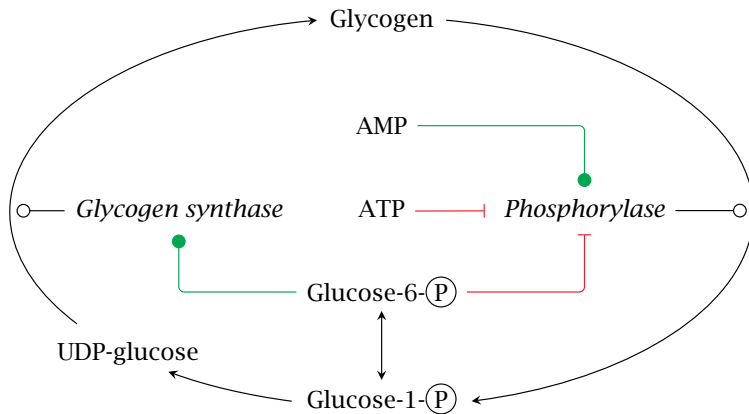 Glycogen
AMP
Glycogen synthase
ATP
Phosphorylase
Glucose-6-P
UDP-glucose
Glucose-1-P